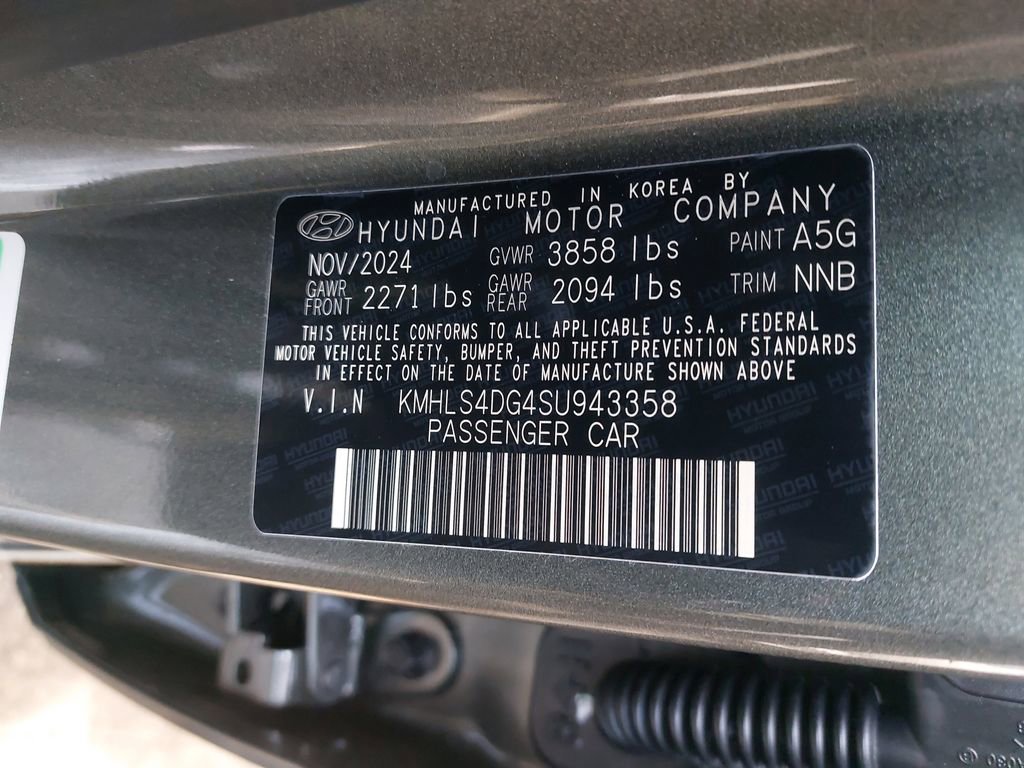 MANUFACTURED IN KOREA BY
HYUNDAI MOTOR COMPANY
NOV/2024 GVWR 3858 lbs PAINT A5G
GAWR FRONT 2271 lbs GAWR REAR 2094 lbs TRIM NNB
THIS VEHICLE CONFORMS TO ALL APPLICABLE U.S.A. FEDERAL
MOTOR VEHICLE SAFETY, BUMPER, AND THEFT PREVENTION STANDARDS
IN EFFECT ON THE DATE OF MANUFACTURE SHOWN ABOVE
V.I.N KMHLS4DG4SU943358
PASSENGER CAR